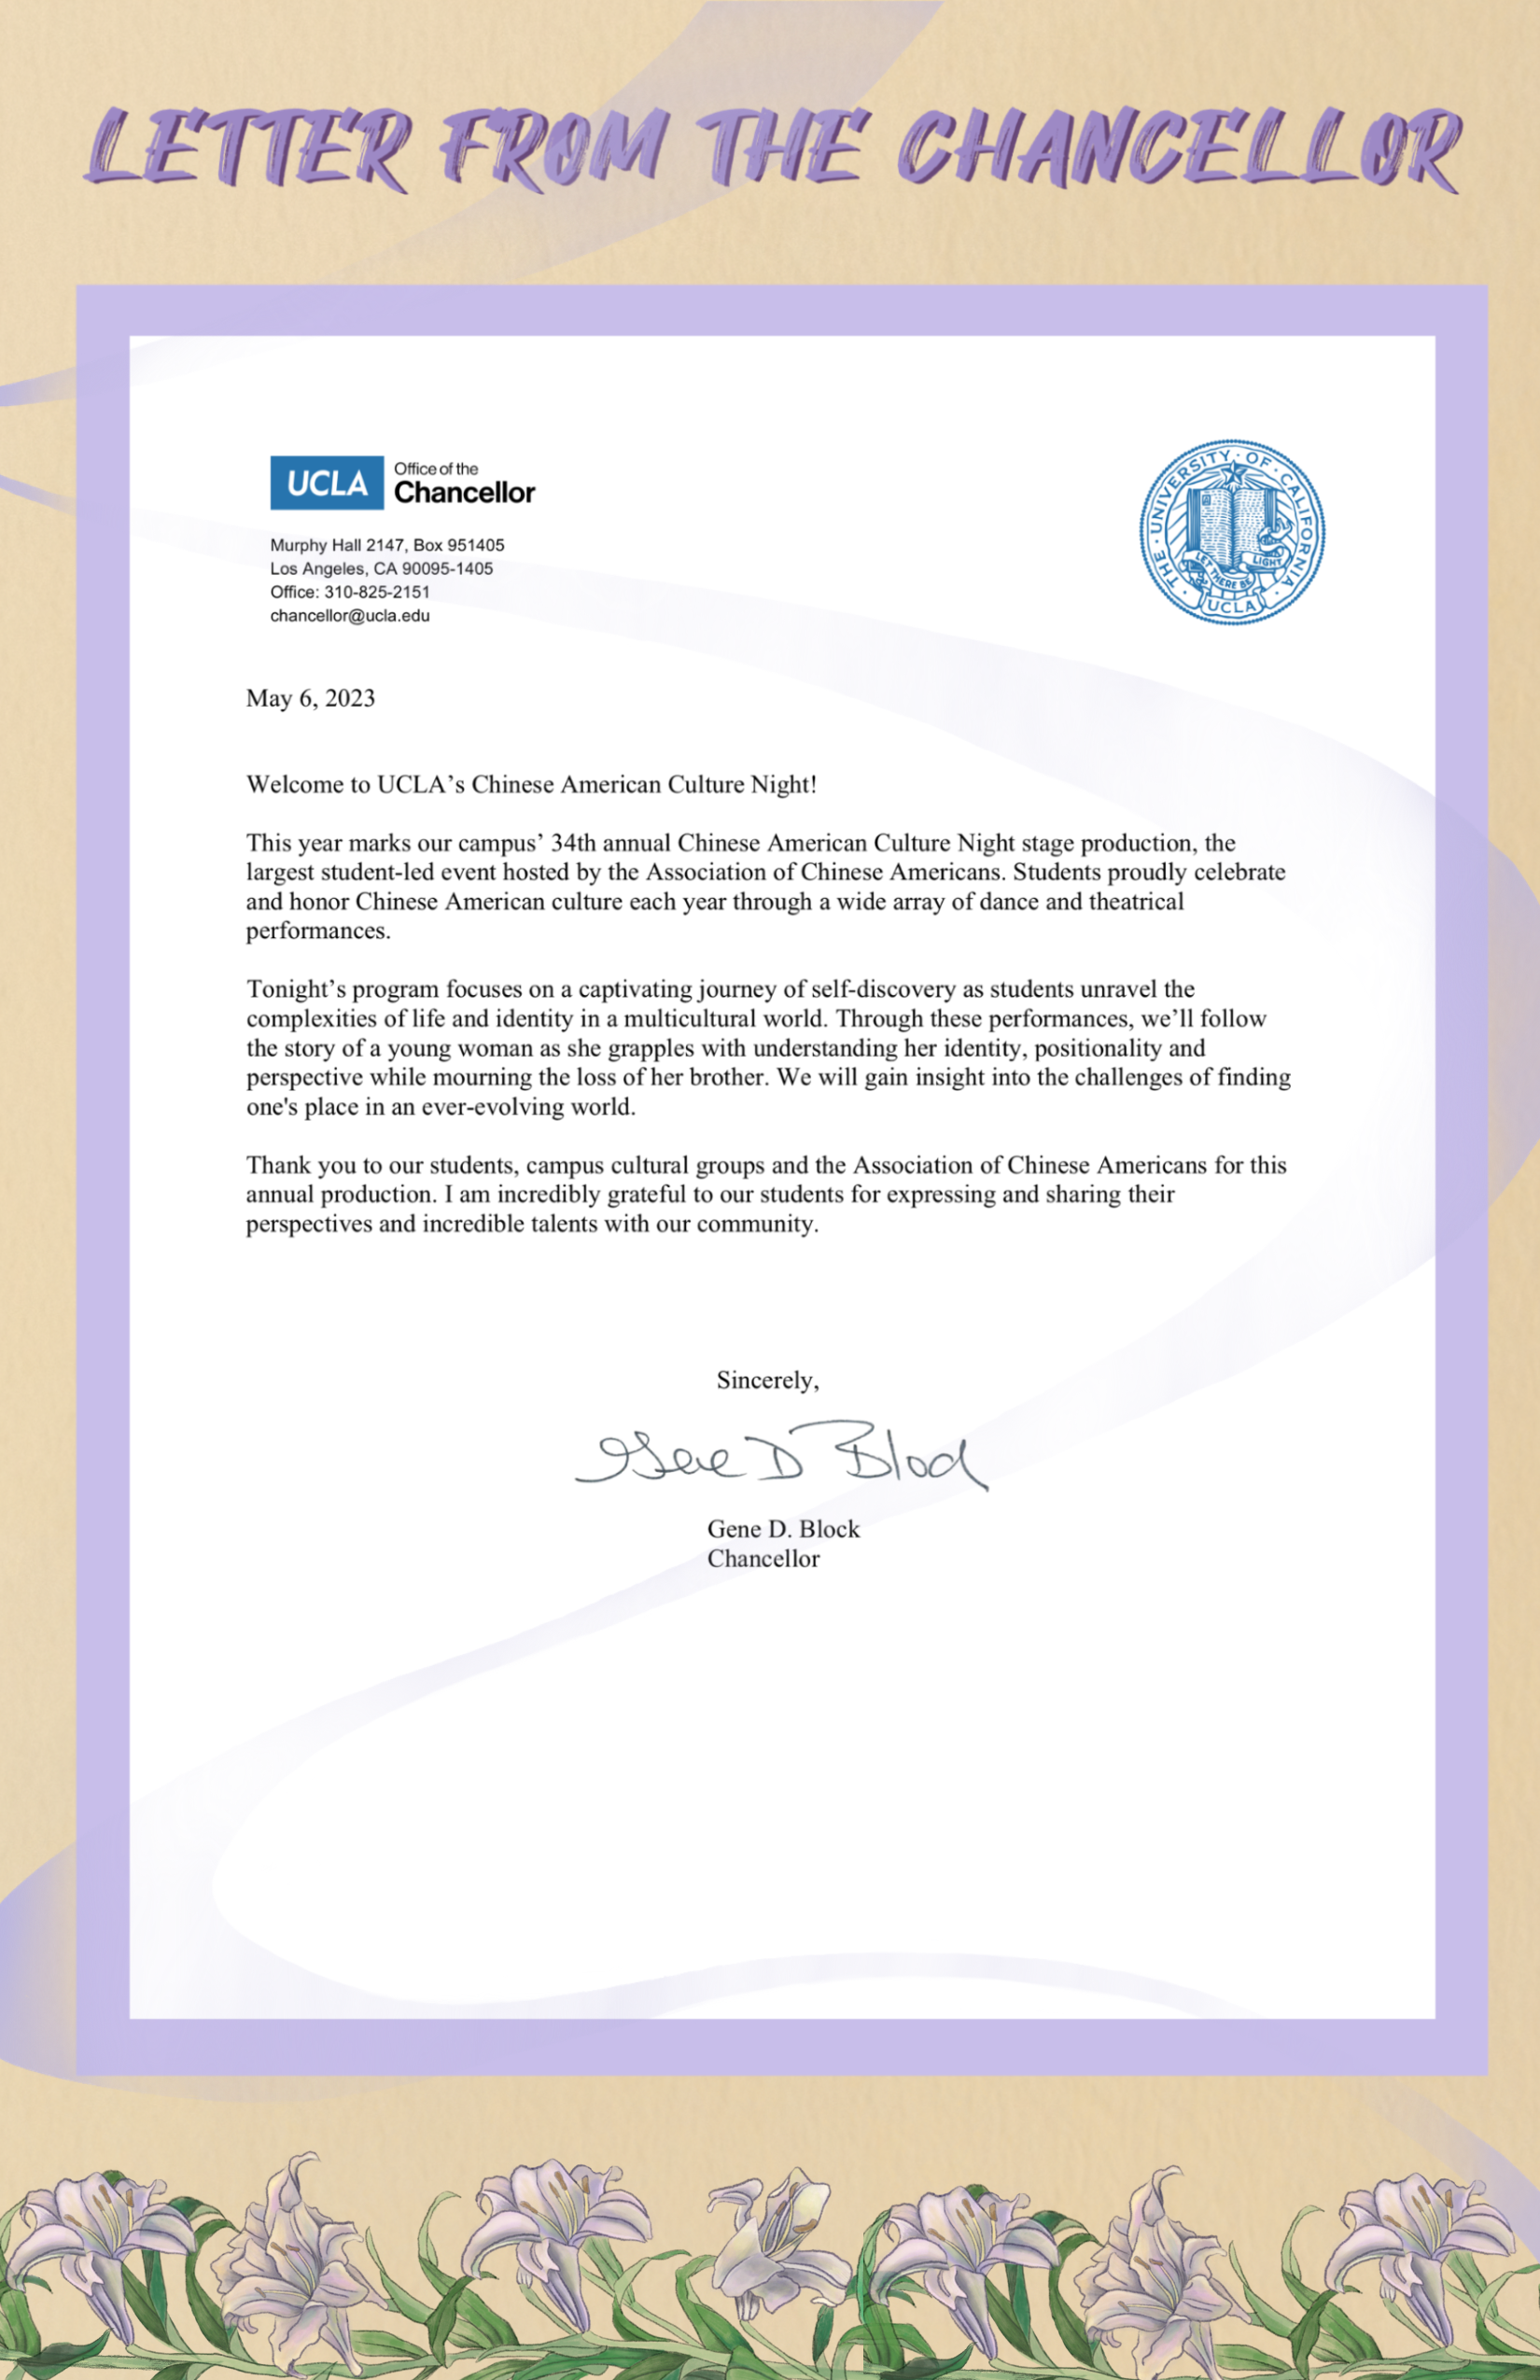 LETTER FROM THE CHANCELLOR
UCLA
Office of the
Chancellor
Murphy Hall 2147, Box 951405
Los Angeles, CA 90095-1405
Office: 310-825-2151
chancellor@ucla.edu
THE · UNIVERSITY · OF · CALIFORNIA ·
LET THERE BE
LIGHT
UCLA
May 6, 2023
Welcome to UCLA’s Chinese American Culture Night!
This year marks our campus’ 34th annual Chinese American Culture Night stage production, the
largest student-led event hosted by the Association of Chinese Americans. Students proudly celebrate
and honor Chinese American culture each year through a wide array of dance and theatrical
performances.
Tonight’s program focuses on a captivating journey of self-discovery as students unravel the
complexities of life and identity in a multicultural world. Through these performances, we’ll follow
the story of a young woman as she grapples with understanding her identity, positionality and
perspective while mourning the loss of her brother. We will gain insight into the challenges of finding
one's place in an ever-evolving world.
Thank you to our students, campus cultural groups and the Association of Chinese Americans for this
annual production. I am incredibly grateful to our students for expressing and sharing their
perspectives and incredible talents with our community.
Sincerely,
Gene D Block
Gene D. Block
Chancellor